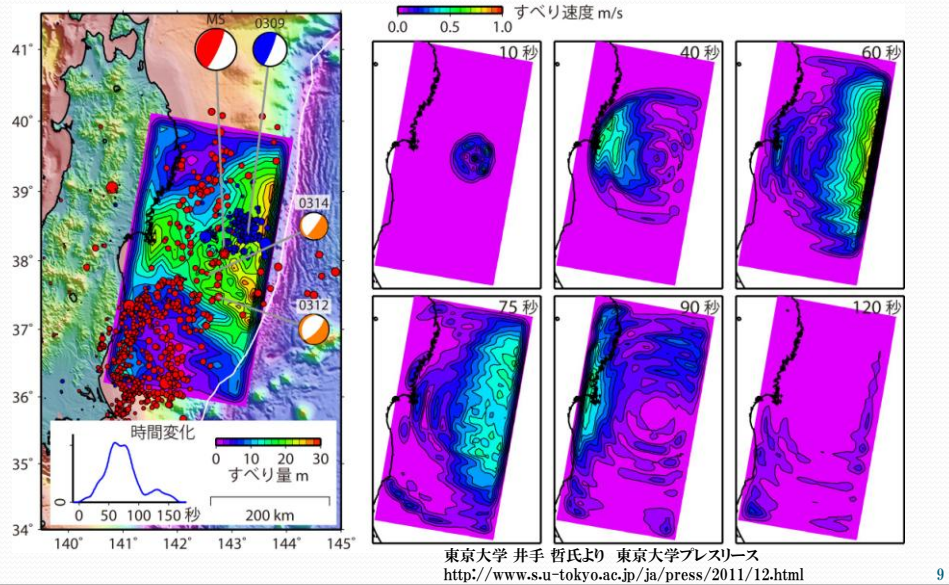 MS
0309
すべり速度 m/s
0.0 0.5 1.0
10 秒
40 秒
60 秒
41°
40°
39°
38°
37°
36°
35°
34°
0314
0312
75 秒
90 秒
120 秒
時間変化
0
0 50 100 150 秒
0 10 20 30
すべり量 m
200 km
140° 141° 142° 143° 144° 145°
東京大学 井手 哲氏より 東京大学プレスリース
http://www.s.u-tokyo.ac.jp/ja/press/2011/12.html
9